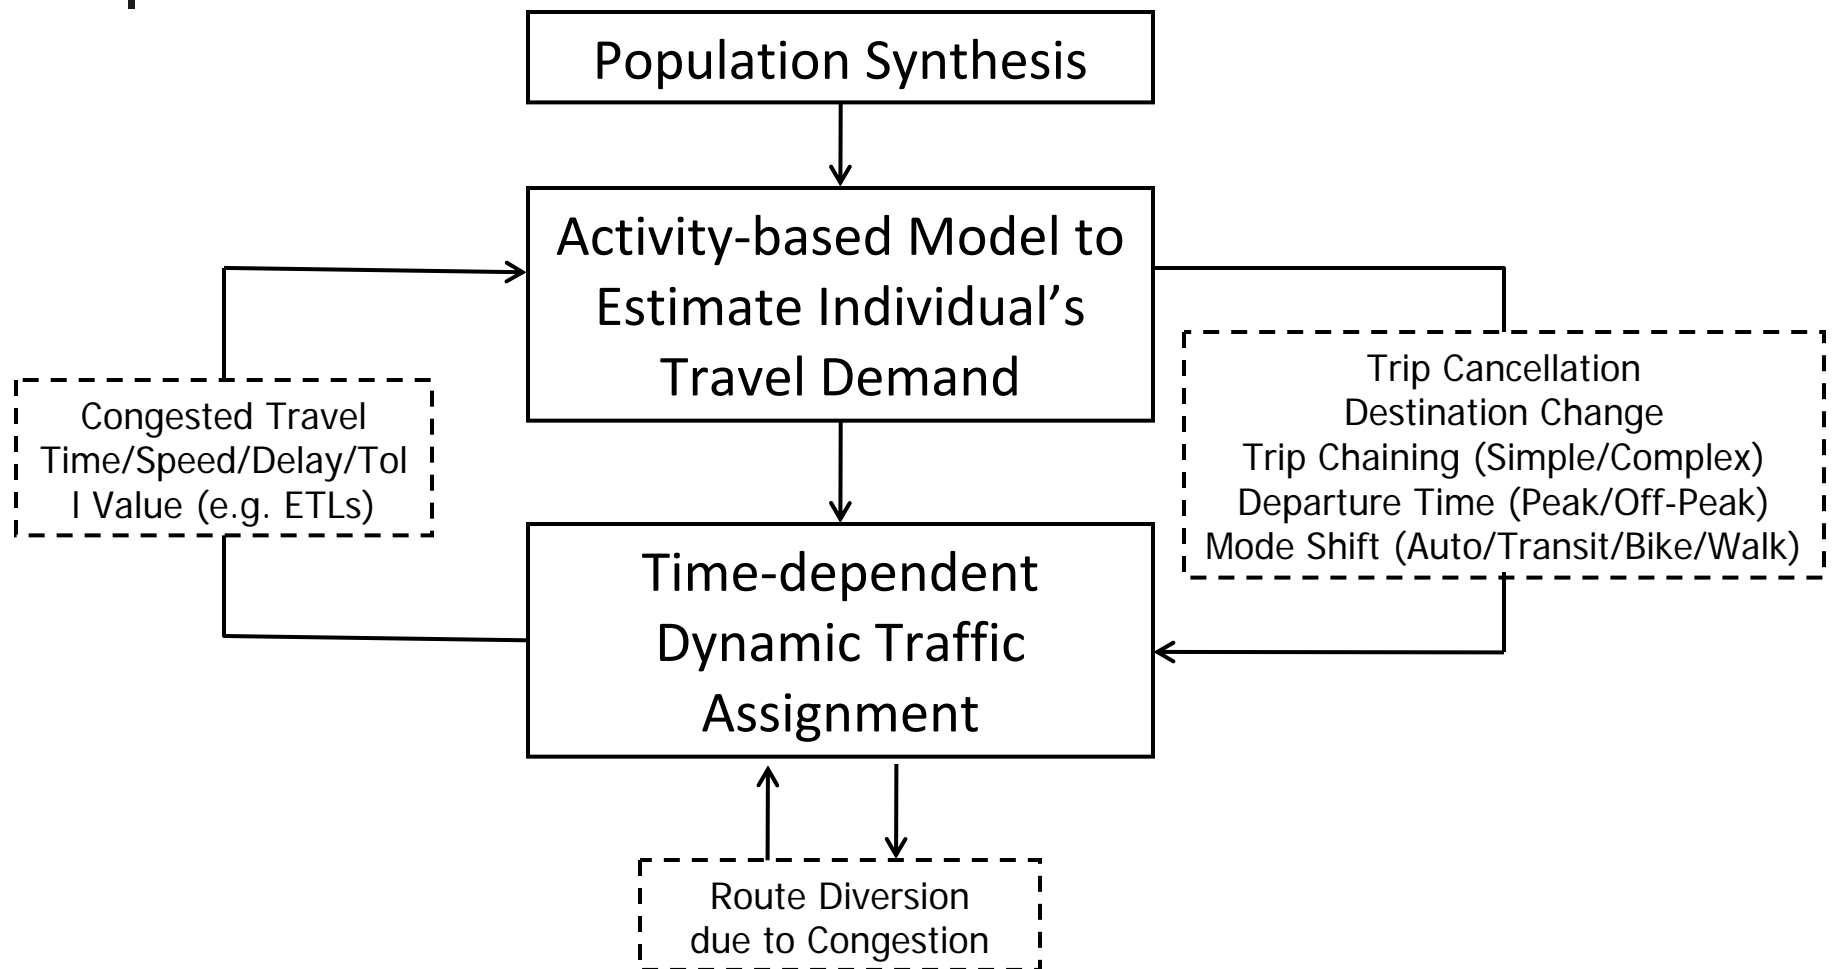 Population Synthesis
Activity-based Model to
Estimate Individual’s
Travel Demand
Congested Travel
Time/Speed/Delay/Tol
l Value (e.g. ETLs)
Trip Cancellation
Destination Change
Trip Chaining (Simple/Complex)
Departure Time (Peak/Off-Peak)
Mode Shift (Auto/Transit/Bike/Walk)
Time-dependent
Dynamic Traffic
Assignment
Route Diversion
due to Congestion